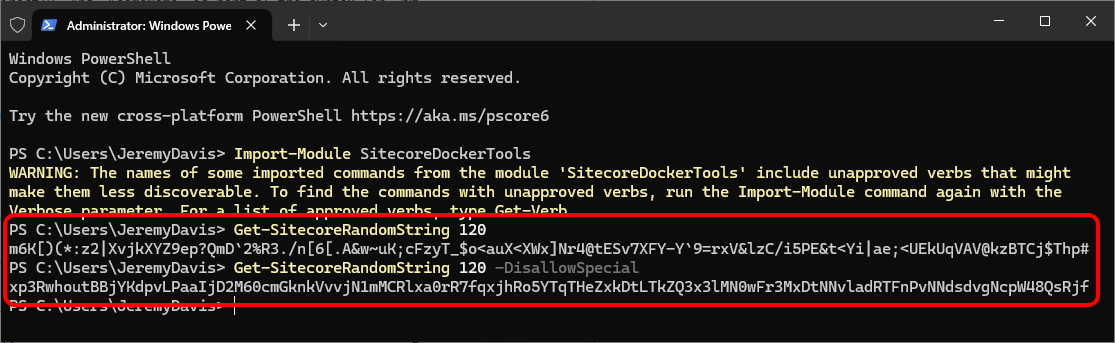 Administrator: Windows Powe
Windows PowerShell
Copyright (C) Microsoft Corporation. All rights reserved.
Try the new cross-platform PowerShell https://aka.ms/pscore6
PS C:\Users\JeremyDavis> Import-Module SitecoreDockerTools
WARNING: The names of some imported commands from the module 'SitecoreDockerTools' include unapproved verbs that might
make them less discoverable. To find the commands with unapproved verbs, run the Import-Module command again with the
Verbose parameter. For a list of approved verbs, type Get-Verb.
PS C:\Users\JeremyDavis> Get-SitecoreRandomString 120
m6K[)(*:z2|XvjkXYZ9ep?QmD`2%R3./n[6[.A&w~uK;cFzyT_$o<auX<XWx]Nr4@tESv7XFY-Y`9=rxV&lzC/i5PE&t<Yi|ae;<UEkUqVAV@kzBTCj$Thp#
PS C:\Users\JeremyDavis> Get-SitecoreRandomString 120 -DisallowSpecial
xp3RwhoutBBjYKdpvLPaaIjD2M60cmGknkVvvjN1mMCRlxa0rR7fqxjhRo5YTqTHeZxkDtLTkZQ3x3lMN0wFr3MxDtNNvladRTFnPvNNdsdvgNcpW48QsRjf
PS C:\Users\JeremyDavis>